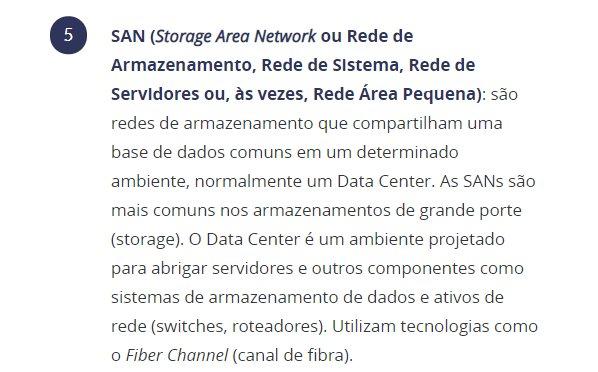 5
SAN (Storage Area Network ou Rede de
Armazenamento, Rede de Sistema, Rede de
Servidores ou, às vezes, Rede Área Pequena): são
redes de armazenamento que compartilham uma
base de dados comuns em um determinado
ambiente, normalmente um Data Center. As SANs são
mais comuns nos armazenamentos de grande porte
(storage). O Data Center é um ambiente projetado
para abrigar servidores e outros componentes como
sistemas de armazenamento de dados e ativos de
rede (switches, roteadores). Utilizam tecnologias como
o Fiber Channel (canal de fibra).